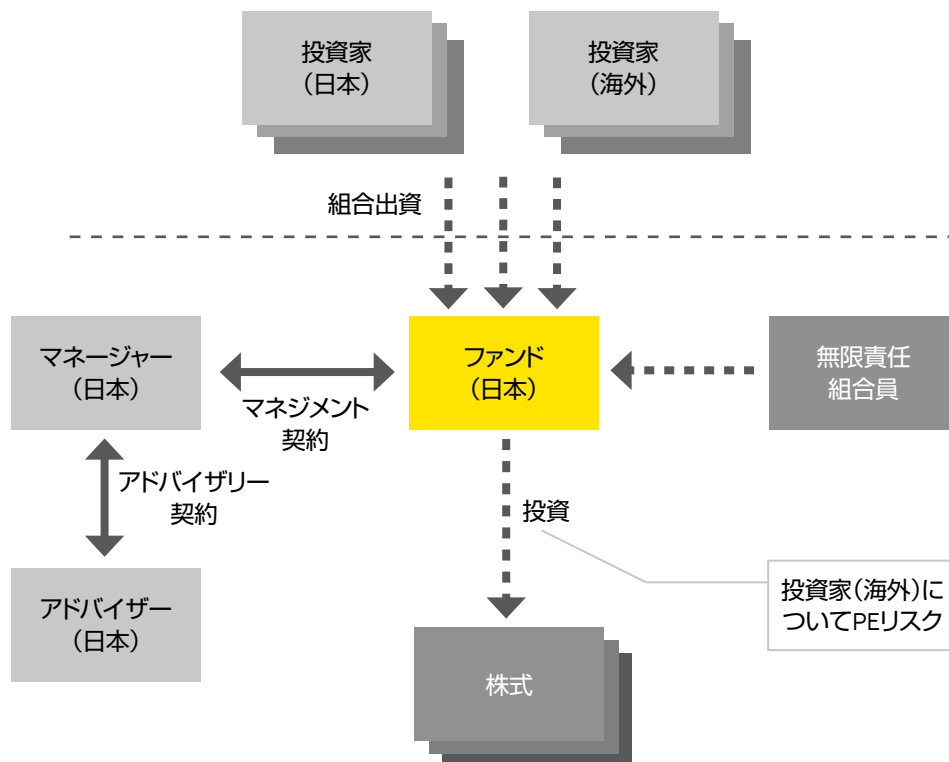 投資家
（日本）
投資家
（海外）
組合出資
マネージャー
（日本）
マネジメント
契約
ファンド
（日本）
無限責任
組合員
アドバイザリー
契約
投資
アドバイザー
（日本）
投資家（海外）に
ついてPEリスク
株式